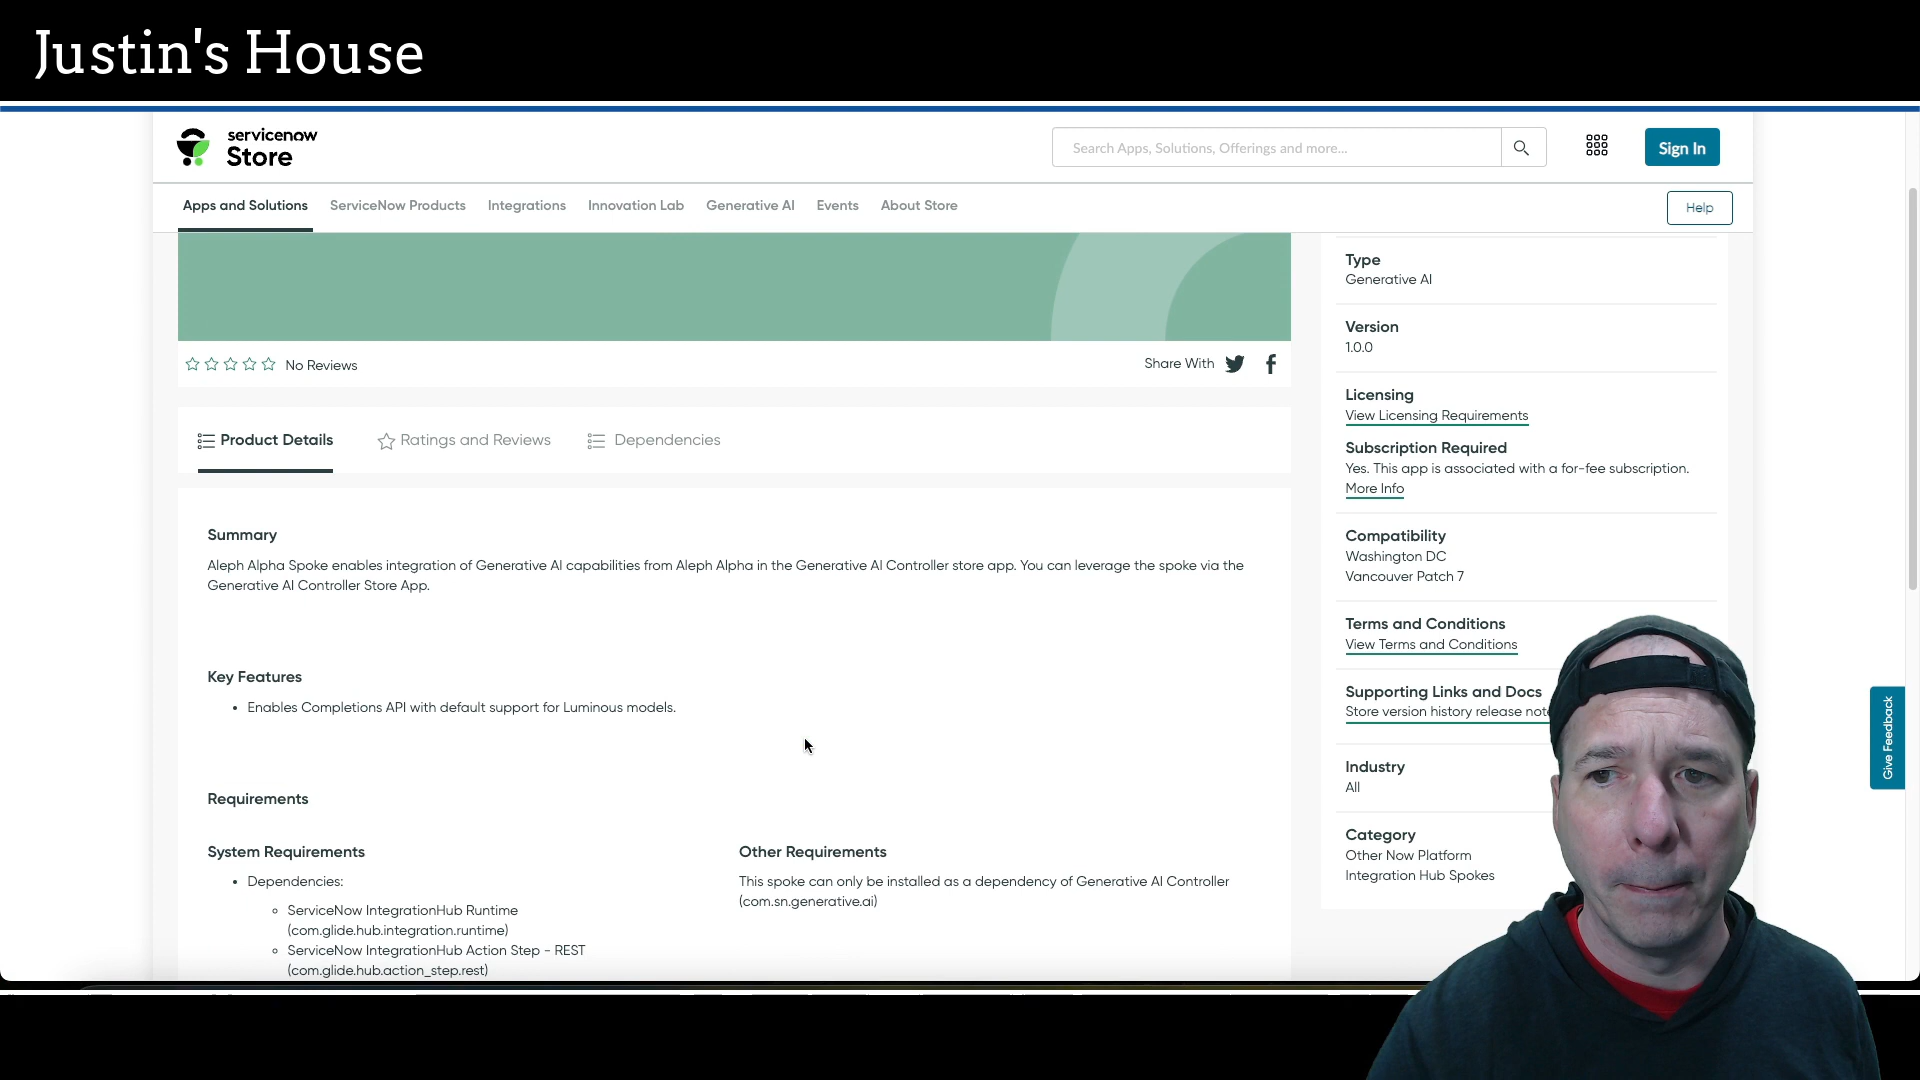 Justin's House
servicenow
Store
Search Apps, Solutions, Offerings and more...
Sign In
Apps and Solutions
ServiceNow Products
Integrations
Innovation Lab
Generative AI
Events
About Store
Help
No Reviews
Share With
Product Details
Ratings and Reviews
Dependencies
Summary
Aleph Alpha Spoke enables integration of Generative AI capabilities from Aleph Alpha in the Generative AI Controller store app. You can leverage the spoke via the
Generative AI Controller Store App.
Key Features
• Enables Completions API with default support for Luminous models.
Requirements
System Requirements
• Dependencies:
ServiceNow IntegrationHub Runtime
(com.glide.hub.integration.runtime)
ServiceNow IntegrationHub Action Step - REST
(com.glide.hub.action_step.rest)
Other Requirements
This spoke can only be installed as a dependency of Generative AI Controller
(com.sn.generative.ai)
Type
Generative AI
Version
1.0.0
Licensing
View Licensing Requirements
Subscription Required
Yes. This app is associated with a for-fee subscription.
More Info
Compatibility
Washington DC
Vancouver Patch 7
Terms and Conditions
View Terms and Conditions
Supporting Links and Docs
Store version history release
Industry
All
Category
Other Now Platform
Integration Hub Spokes
Give Feedback